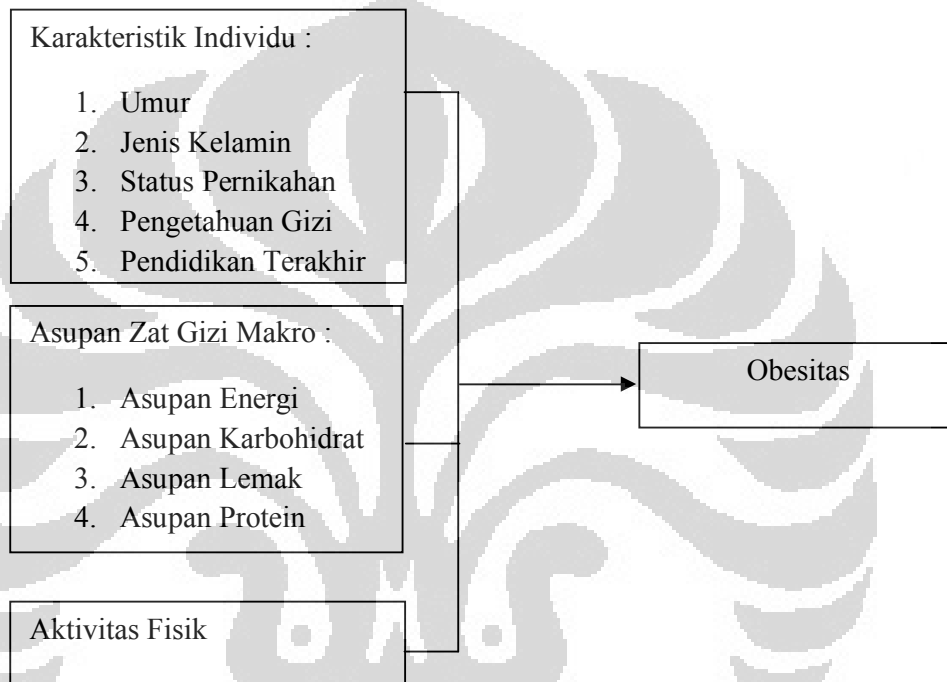 Karakteristik Individu :
1. Umur
2. Jenis Kelamin
3. Status Pernikahan
4. Pengetahuan Gizi
5. Pendidikan Terakhir
Asupan Zat Gizi Makro :
1. Asupan Energi
2. Asupan Karbohidrat
3. Asupan Lemak
4. Asupan Protein
Aktivitas Fisik
Obesitas